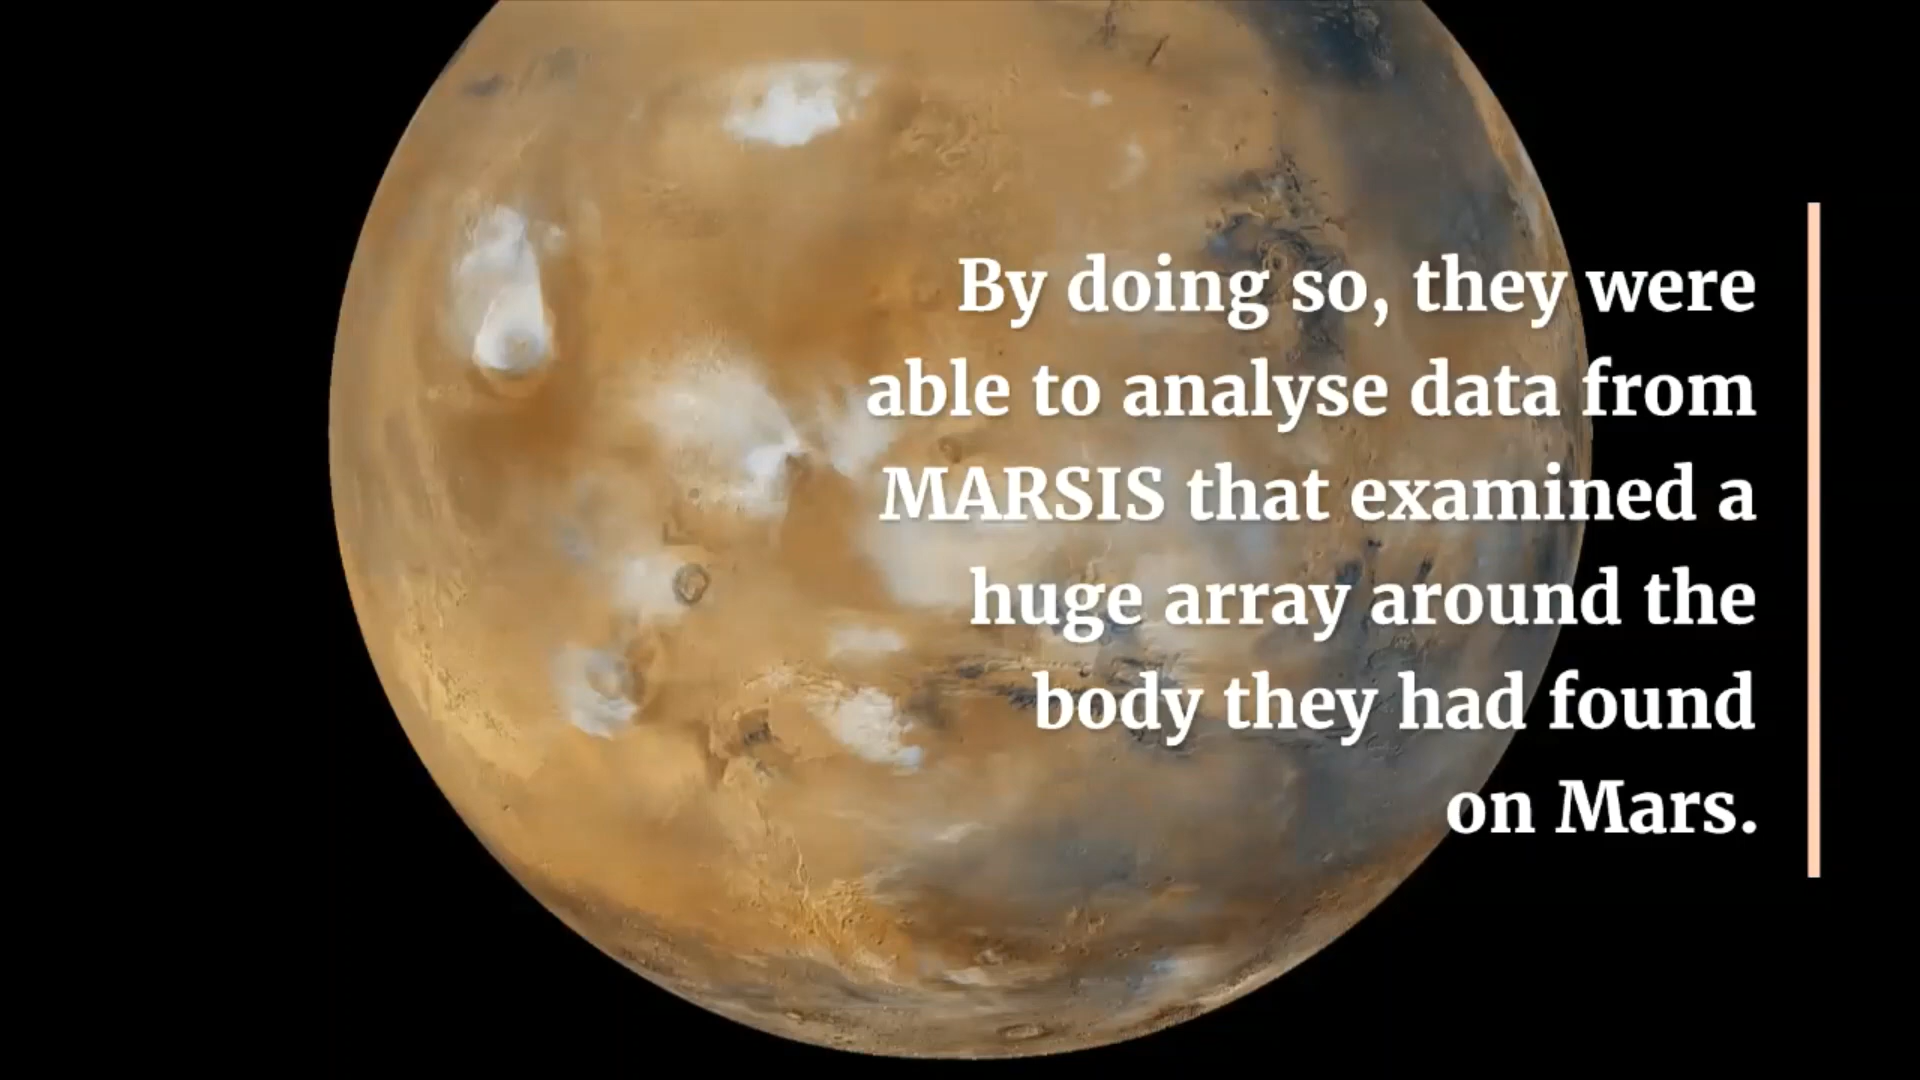 By doing so, they were
able to analyse data from
MARSIS that examined a
huge array around the
body they had found
on Mars.